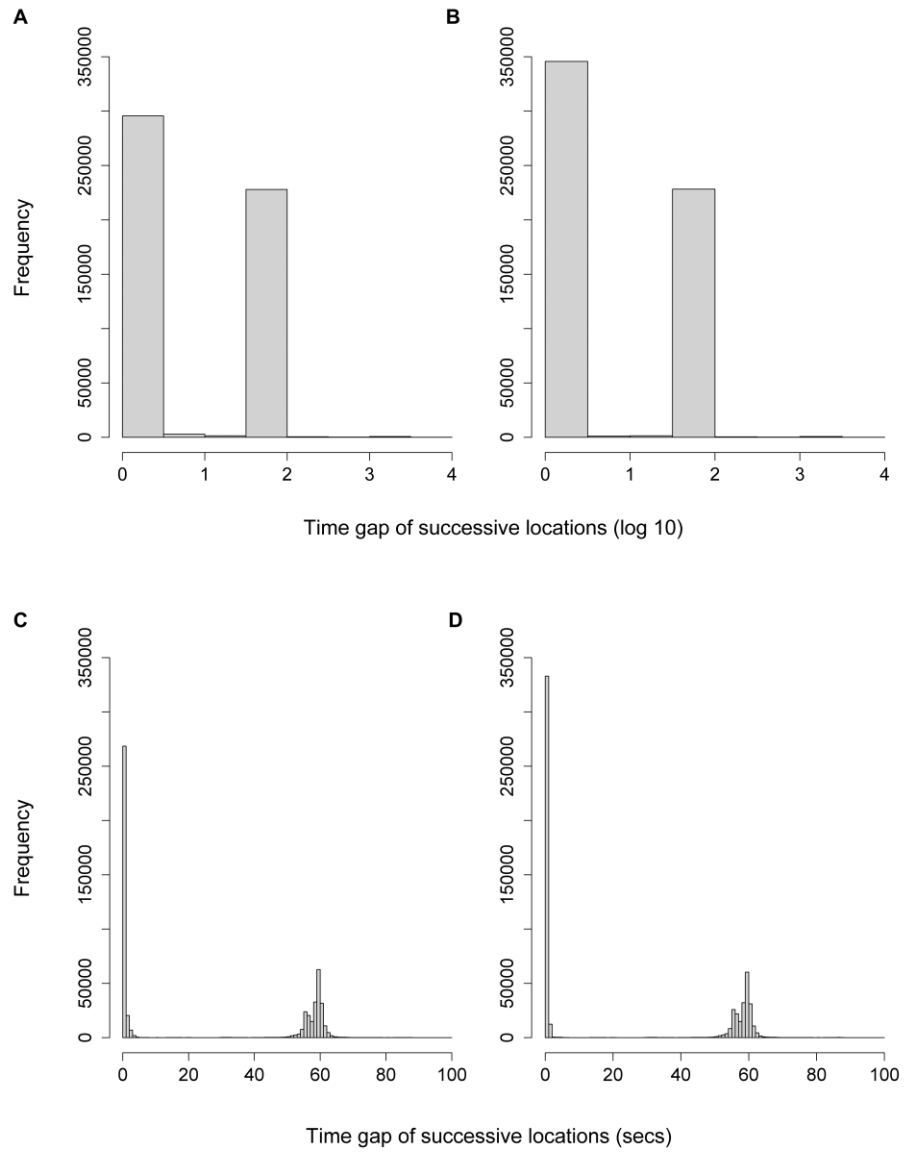 A
B
350000
250000
150000
50000
0
Frequency
0 1 2 3 4
350000
250000
150000
50000
0
0 1 2 3 4
Time gap of successive locations (log 10)
C
D
350000
250000
150000
50000
0
Frequency
0 20 40 60 80 100
350000
250000
150000
50000
0
0 20 40 60 80 100
Time gap of successive locations (secs)